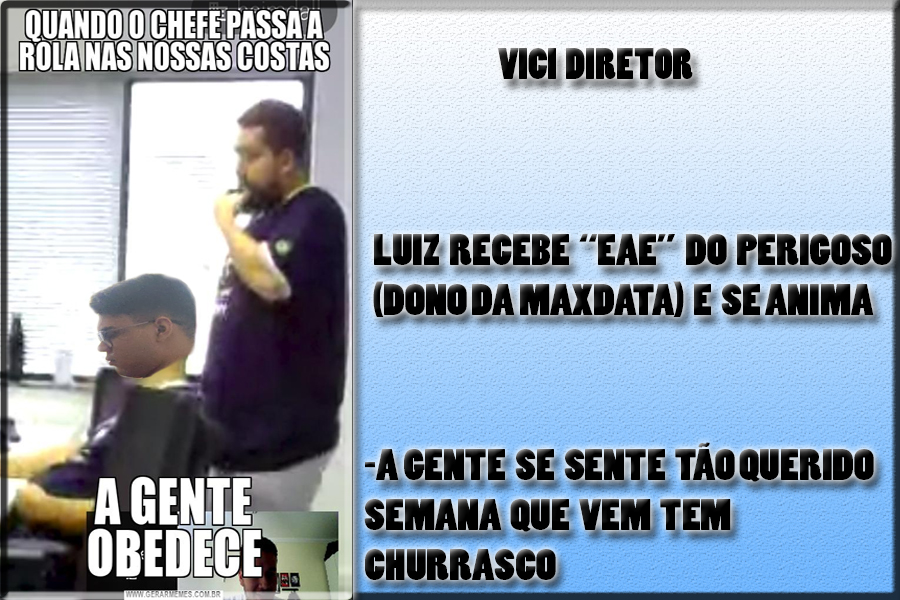 QUANDO O CHEFE PASSA A
ROLA NAS NOSSAS COSTAS
A GENTE
OBEDECE
WWW.GERARMEMES.COM.BR
VICI DIRETOR
LUIZ RECEBE “EAE” DO PERIGOSO
(DONO DA MAXDATA) E SE ANIMA
-A GENTE SE SENTE TÃO QUERIDO
SEMANA QUE VEM TEM
CHURRASCO